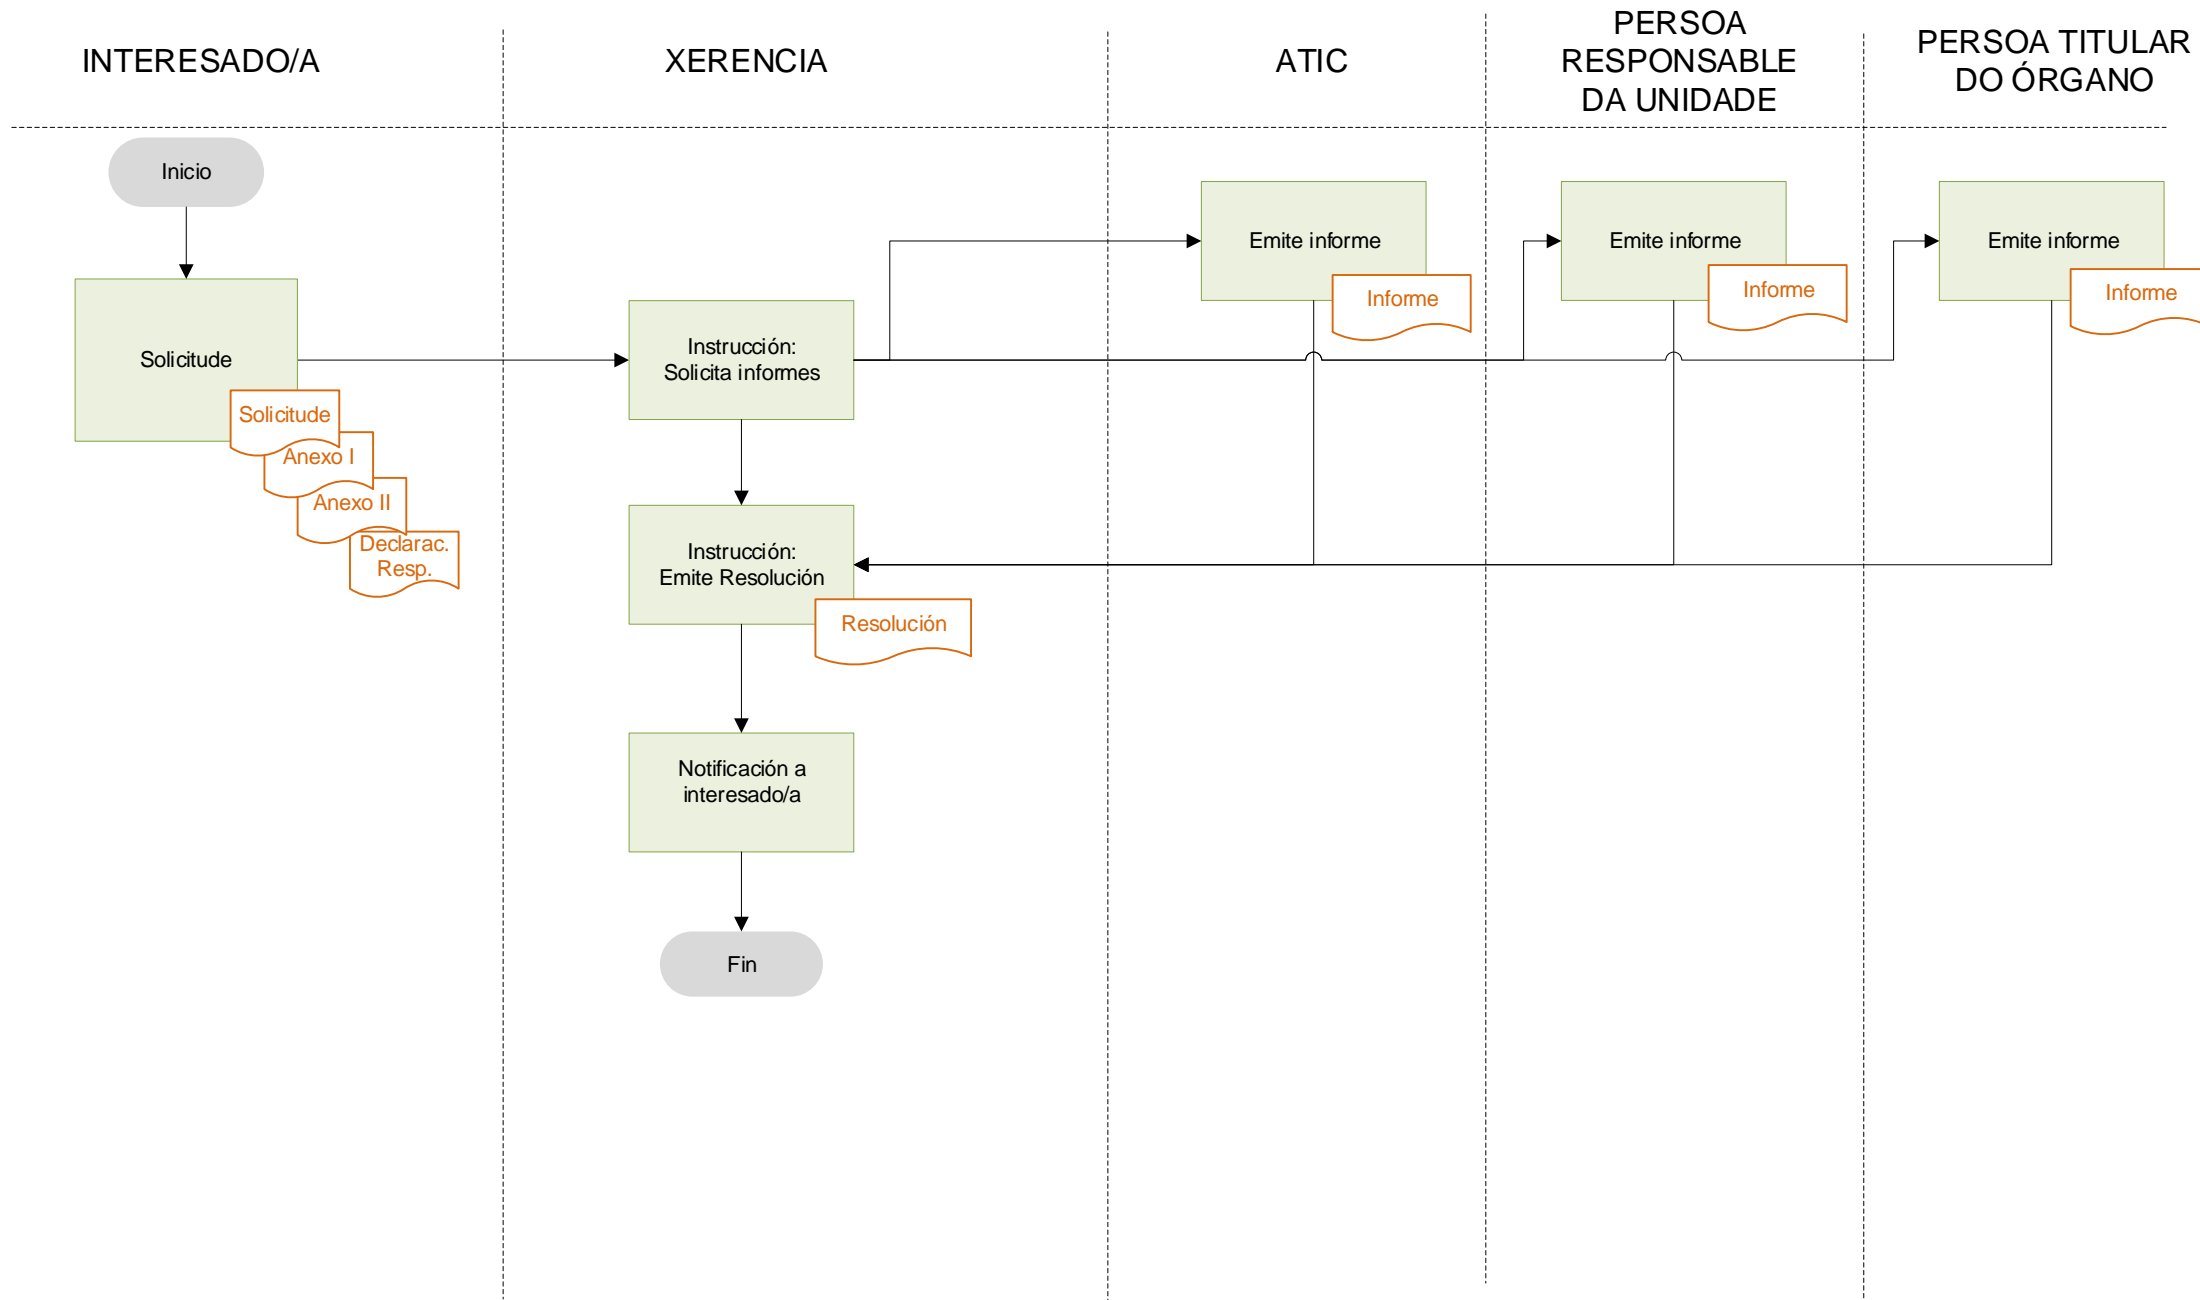 INTERESADO/A
XERENCIA
ATIC
PERSOA
RESPONSABLE
DA UNIDADE
PERSOA TITULAR
DO ÓRGANO
Inicio
Solicitude
Solicitude
Anexo I
Anexo II
Declarac.
Resp.
Instrucción:
Solicita informes
Instrucción:
Emite Resolución
Resolución
Notificación a
interesado/a
Fin
Emite informe
Informe
Emite informe
Informe
Emite informe
Informe